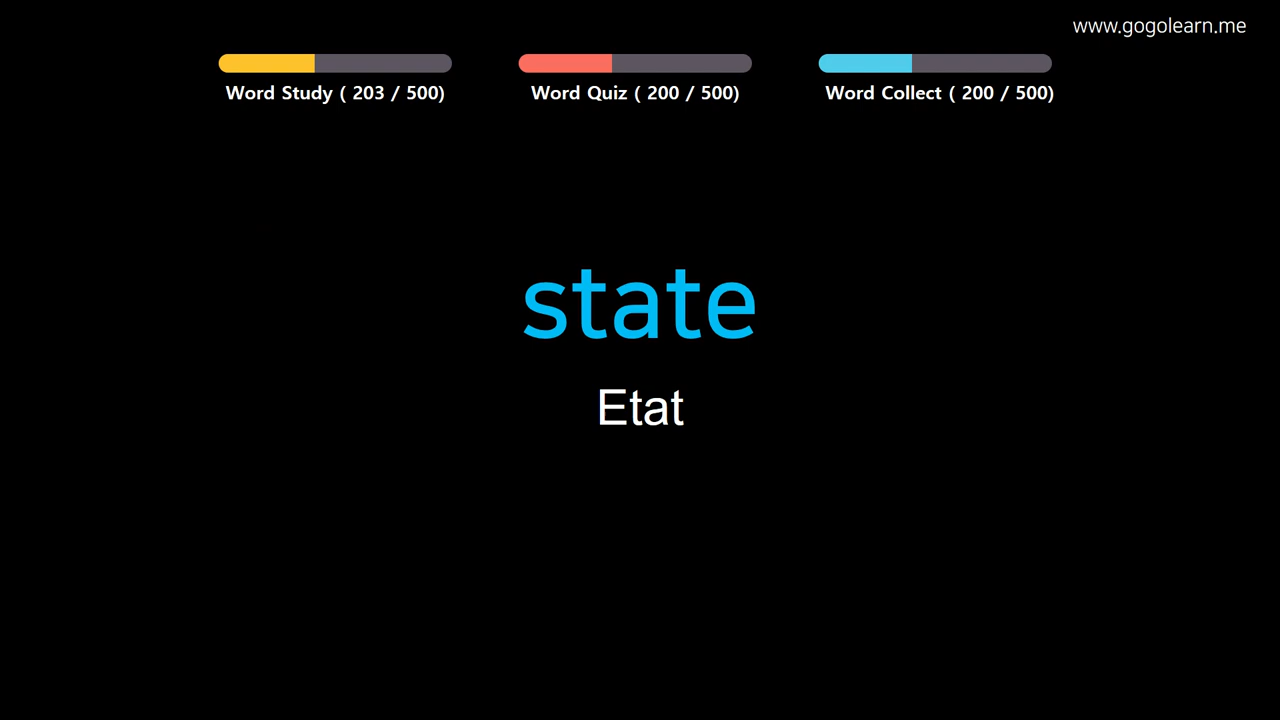 www.gogolearn.me
Word Study ( 203 / 500)
Word Quiz ( 200 / 500)
Word Collect ( 200 / 500)
state
Etat